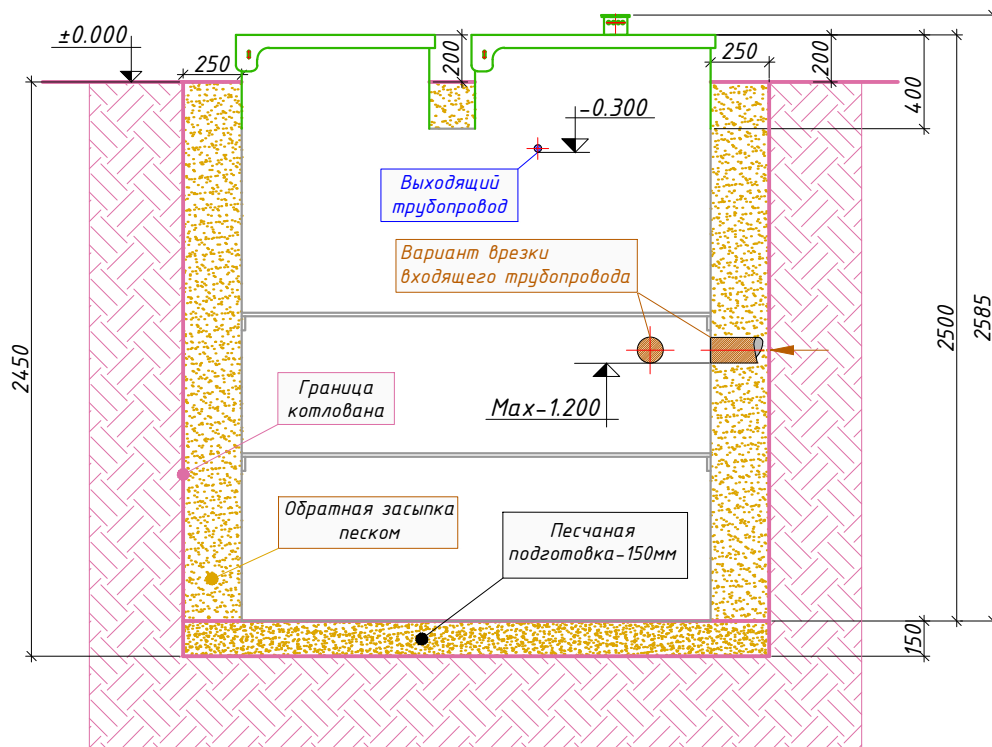 ±0.000
250
200
250
200
400
-0.300
Выходящий
трубопровод
Вариант врезки
входящего трубопровода
2500
2585
2450
Max-1.200
Граница
котлована
Обратная засыпка
песком
Песчаная
подготовка-150мм
150